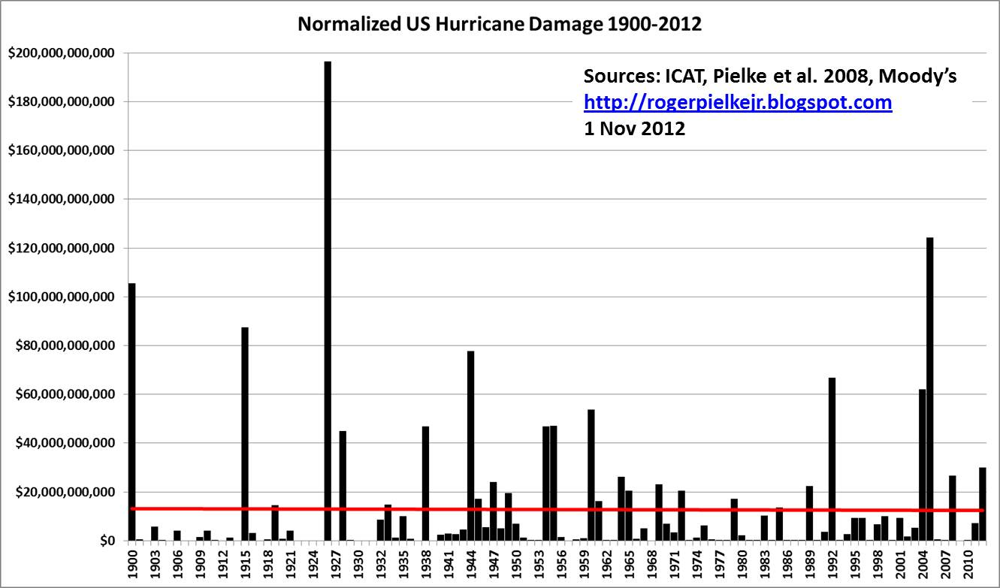 Normalized US Hurricane Damage 1900-2012
$200,000,000,000
Sources: ICAT, Pielke et al. 2008, Moody's
http://rogerpielkejr.blogspot.com
1 Nov 2012
$180,000,000,000
$160,000,000,000
$140,000,000,000
$120,000,000,000
$100,000,000,000
$80,000,000,000
$60,000,000,000
$40,000,000,000
$20,000,000,000
$0
1900 1903 1906 1909 1912 1915 1918 1921 1924 1927 1930 1932 1935 1938 1941 1944 1947 1950 1953 1956 1959 1962 1965 1968 1971 1974 1977 1980 1983 1986 1989 1992 1995 1998 2001 2004 2007 2010